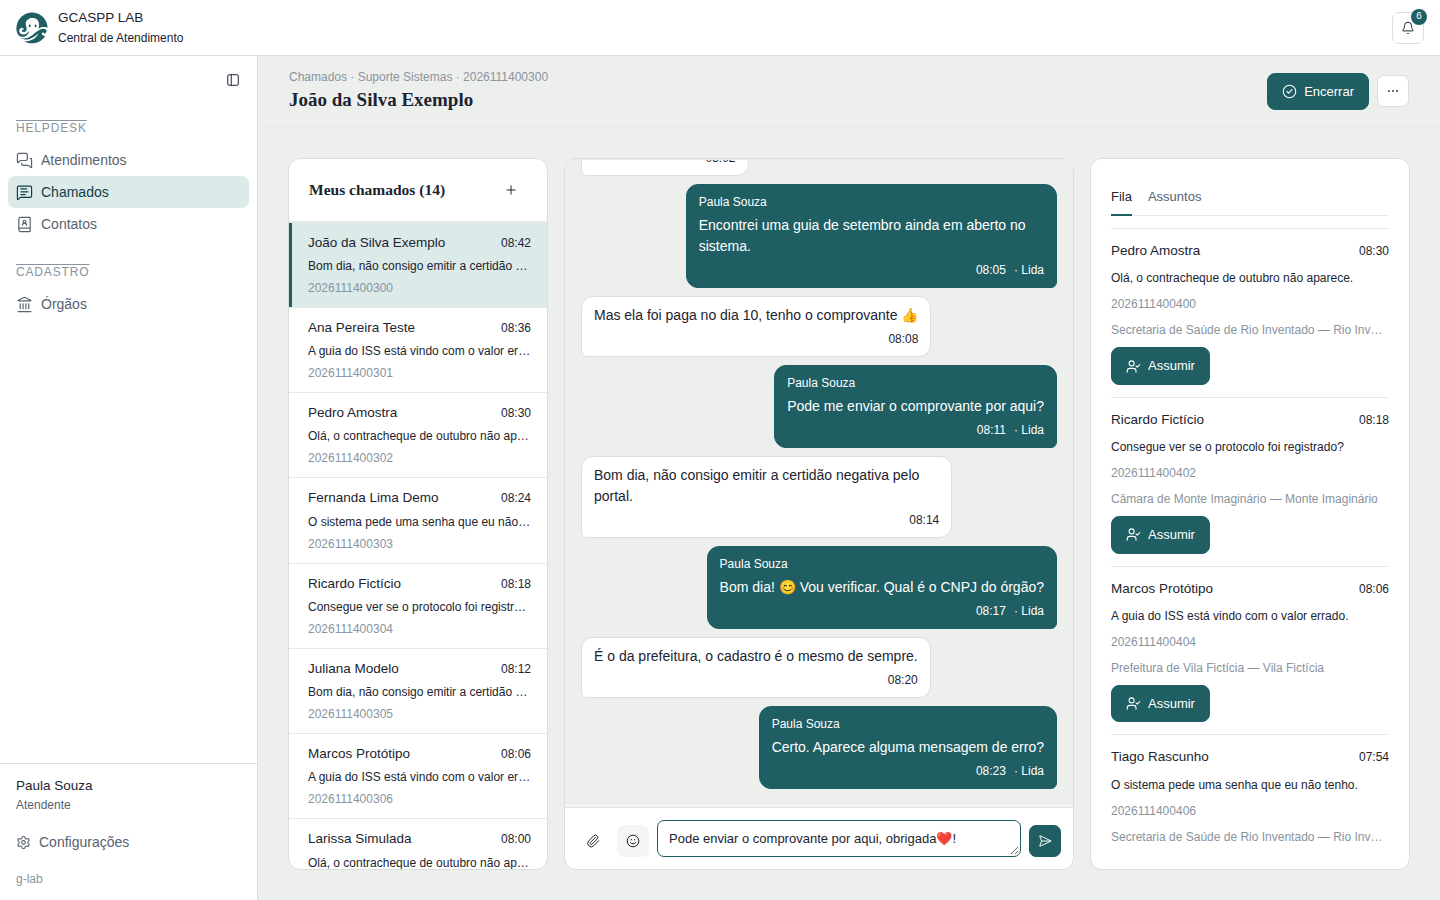 GCASPP LAB
Central de Atendimento
6
HELPDESK
Atendimentos
Chamados
Contatos
CADASTRO
Órgãos
Paula Souza
Atendente
Configurações
g-lab
Chamados · Suporte Sistemas · 2026111400300
João da Silva Exemplo
Encerrar
Meus chamados (14)
João da Silva Exemplo 08:42
Bom dia, não consigo emitir a certidão …
2026111400300
Ana Pereira Teste 08:36
A guia do ISS está vindo com o valor er…
2026111400301
Pedro Amostra 08:30
Olá, o contracheque de outubro não ap…
2026111400302
Fernanda Lima Demo 08:24
O sistema pede uma senha que eu não…
2026111400303
Ricardo Fictício 08:18
Consegue ver se o protocolo foi registr…
2026111400304
Juliana Modelo 08:12
Bom dia, não consigo emitir a certidão …
2026111400305
Marcos Protótipo 08:06
A guia do ISS está vindo com o valor er…
2026111400306
Larissa Simulada 08:00
Olá, o contracheque de outubro não ap…
Paula Souza
Encontrei uma guia de setembro ainda em aberto no
sistema.
08:05 · Lida
Mas ela foi paga no dia 10, tenho o comprovante 👍
08:08
Paula Souza
Pode me enviar o comprovante por aqui?
08:11 · Lida
Bom dia, não consigo emitir a certidão negativa pelo
portal.
08:14
Paula Souza
Bom dia! 😊 Vou verificar. Qual é o CNPJ do órgão?
08:17 · Lida
É o da prefeitura, o cadastro é o mesmo de sempre.
08:20
Paula Souza
Certo. Aparece alguma mensagem de erro?
08:23 · Lida
Pode enviar o comprovante por aqui, obrigada❤️!
Fila Assuntos
Pedro Amostra 08:30
Olá, o contracheque de outubro não aparece.
2026111400400
Secretaria de Saúde de Rio Inventado — Rio Inv…
Assumir
Ricardo Fictício 08:18
Consegue ver se o protocolo foi registrado?
2026111400402
Câmara de Monte Imaginário — Monte Imaginário
Assumir
Marcos Protótipo 08:06
A guia do ISS está vindo com o valor errado.
2026111400404
Prefeitura de Vila Fictícia — Vila Fictícia
Assumir
Tiago Rascunho 07:54
O sistema pede uma senha que eu não tenho.
2026111400406
Secretaria de Saúde de Rio Inventado — Rio Inv…